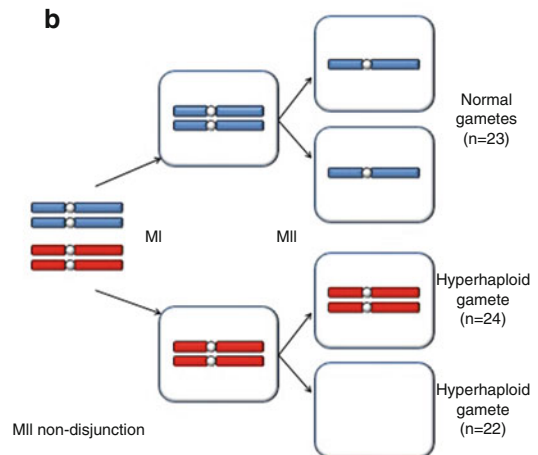 b
Normal
gametes
(n=23)
MI
MII
Hyperhaploid
gamete
(n=24)
Hyperhaploid
gamete
(n=22)
MII non-disjunction